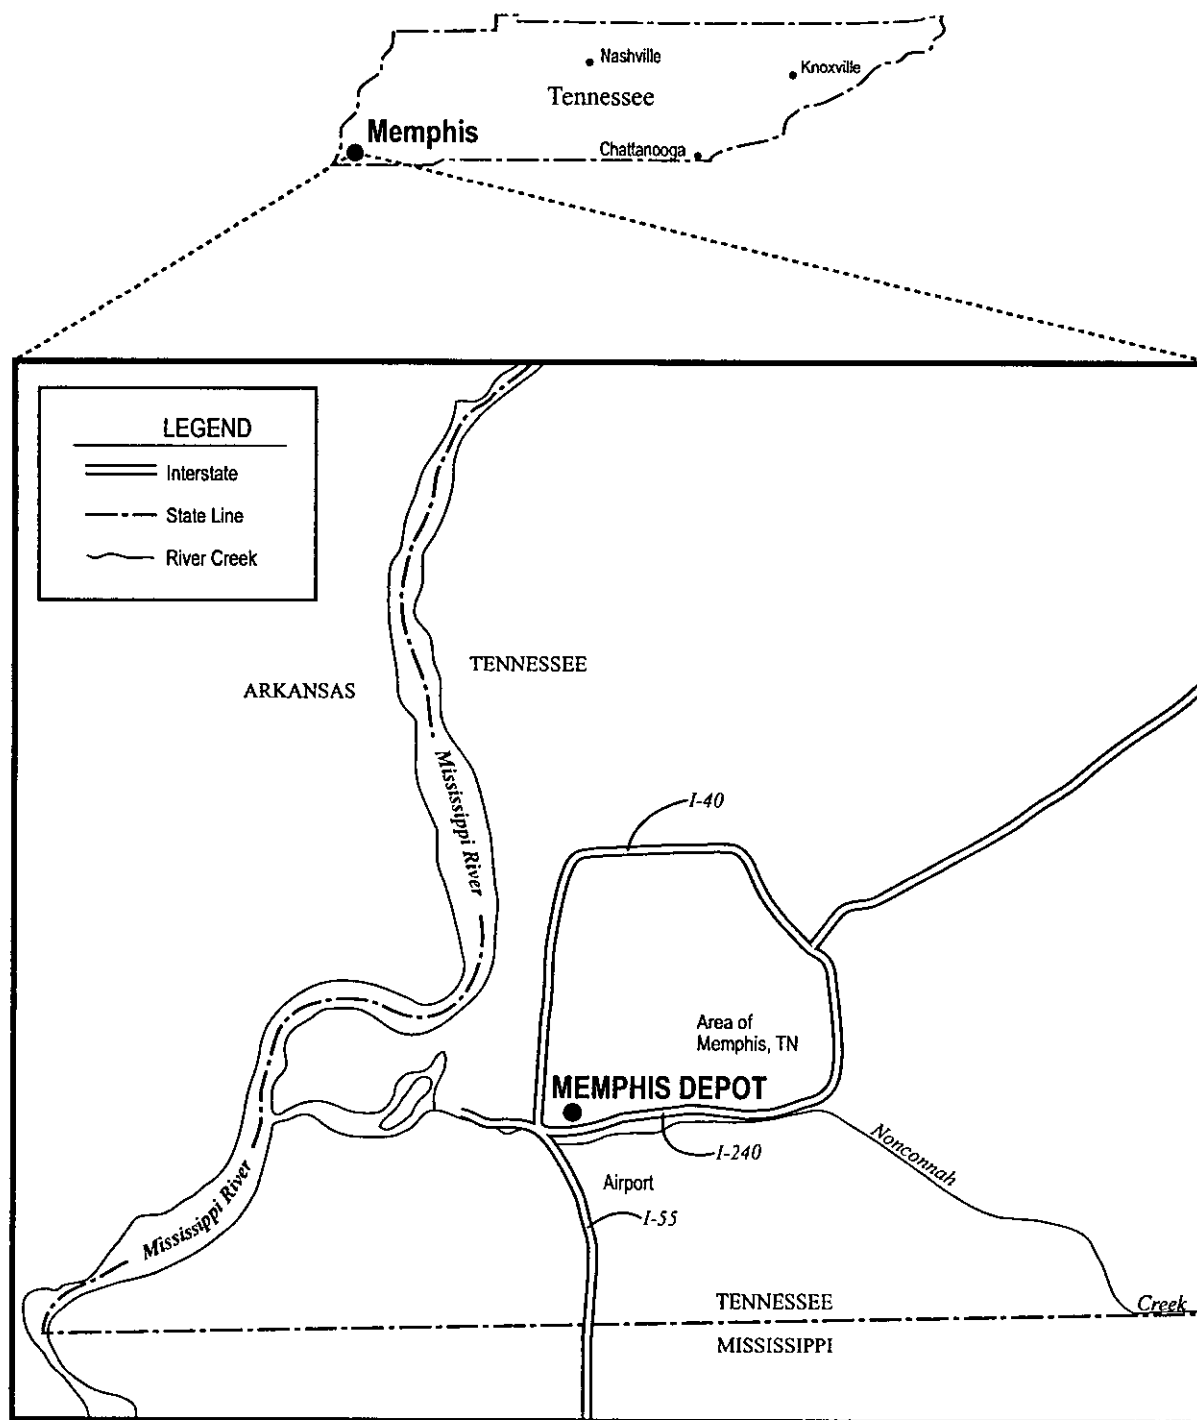 Nashville
Knoxville
Tennessee
Memphis
Chattanooga
LEGEND
Interstate
State Line
River Creek
TENNESSEE
ARKANSAS
Mississippi River
I-40
Area of
Memphis, TN
MEMPHIS DEPOT
Nonconnah
I-240
Airport
I-55
Mississippi River
TENNESSEE
Creek
MISSISSIPPI